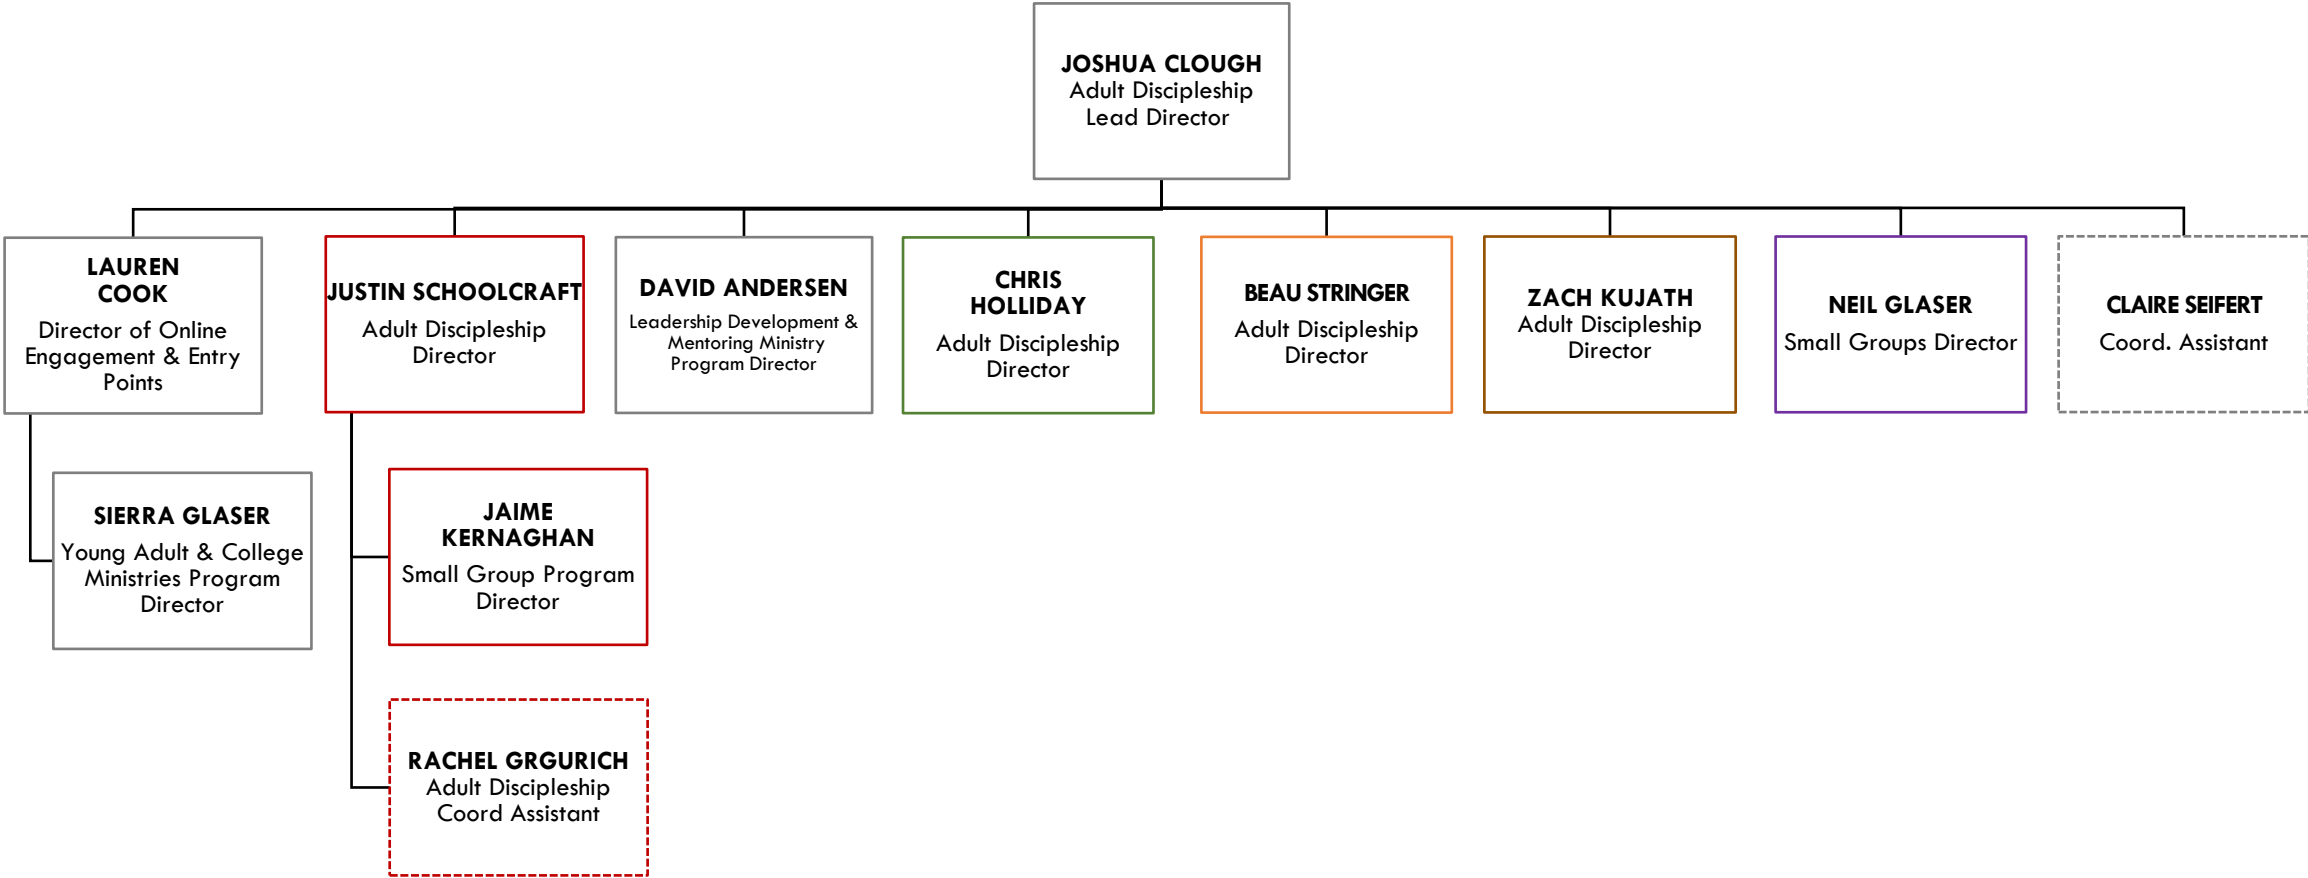 JOSHUA CLOUGH
Adult Discipleship
Lead Director
LAUREN
COOK
Director of Online
Engagement & Entry
Points
JUSTIN SCHOOLCRAFT
Adult Discipleship
Director
DAVID ANDERSEN
Leadership Development &
Mentoring Ministry
Program Director
CHRIS
HOLLIDAY
Adult Discipleship
Director
BEAU STRINGER
Adult Discipleship
Director
ZACH KUJATH
Adult Discipleship
Director
NEIL GLASER
Small Groups Director
CLAIRE SEIFERT
Coord. Assistant
SIERRA GLASER
Young Adult & College
Ministries Program
Director
JAIME
KERNAGHAN
Small Group Program
Director
RACHEL GRGURICH
Adult Discipleship
Coord Assistant